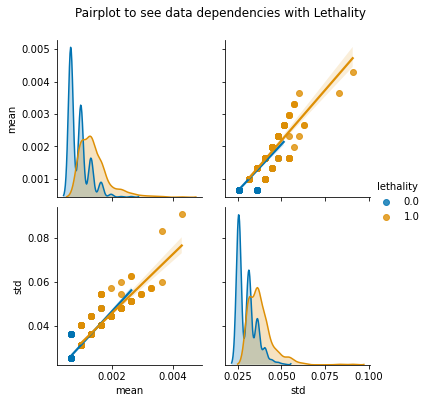 Pairplot to see data dependencies with Lethality
0.005
0.004
0.003
0.002
0.001
mean
lethality
0.0
1.0
0.08
0.06
0.04
std
0.002
0.004
mean
0.025
0.050
0.075
0.100
std